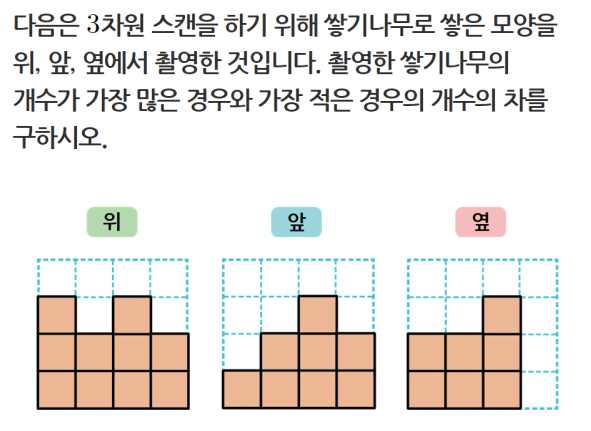 다음은 3차원 스캔을 하기 위해 쌓기나무로 쌓은 모양을
위, 앞, 옆에서 촬영한 것입니다. 촬영한 쌓기나무의
개수가 가장 많은 경우와 가장 적은 경우의 개수의 차를
구하시오.
위 앞 옆